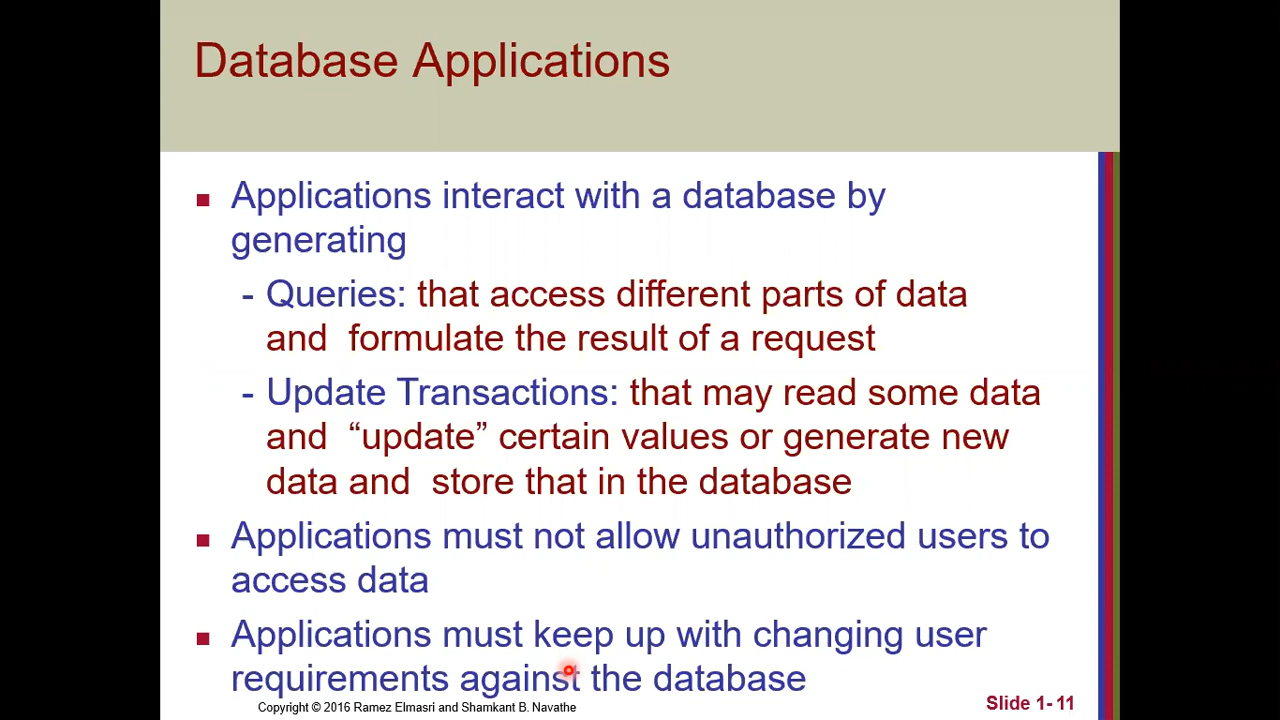 Database Applications
Applications interact with a database by
generating
- Queries: that access different parts of data
and formulate the result of a request
- Update Transactions: that may read some data
and “update” certain values or generate new
data and store that in the database
Applications must not allow unauthorized users to
access data
Applications must keep up with changing user
requirements against the database
Copyright © 2016 Ramez Elmasri and Shamkant B. Navathe
Slide 1- 11